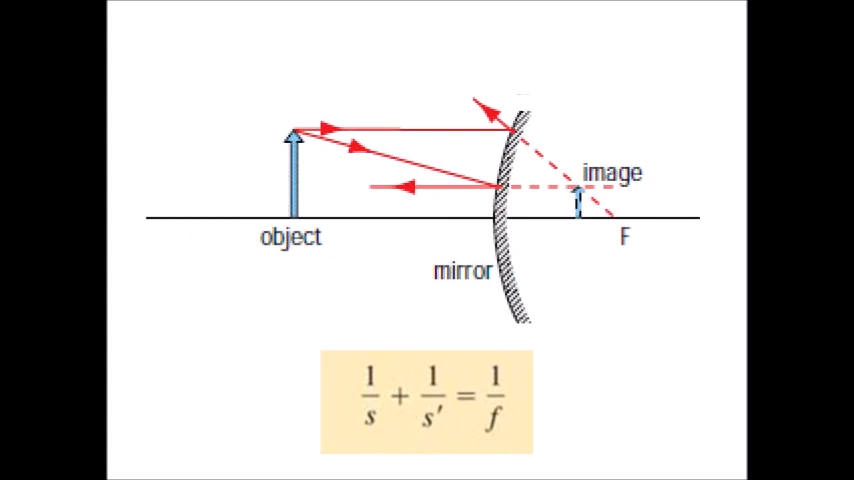 image
object
F
mirror
1/s + 1/s' = 1/f